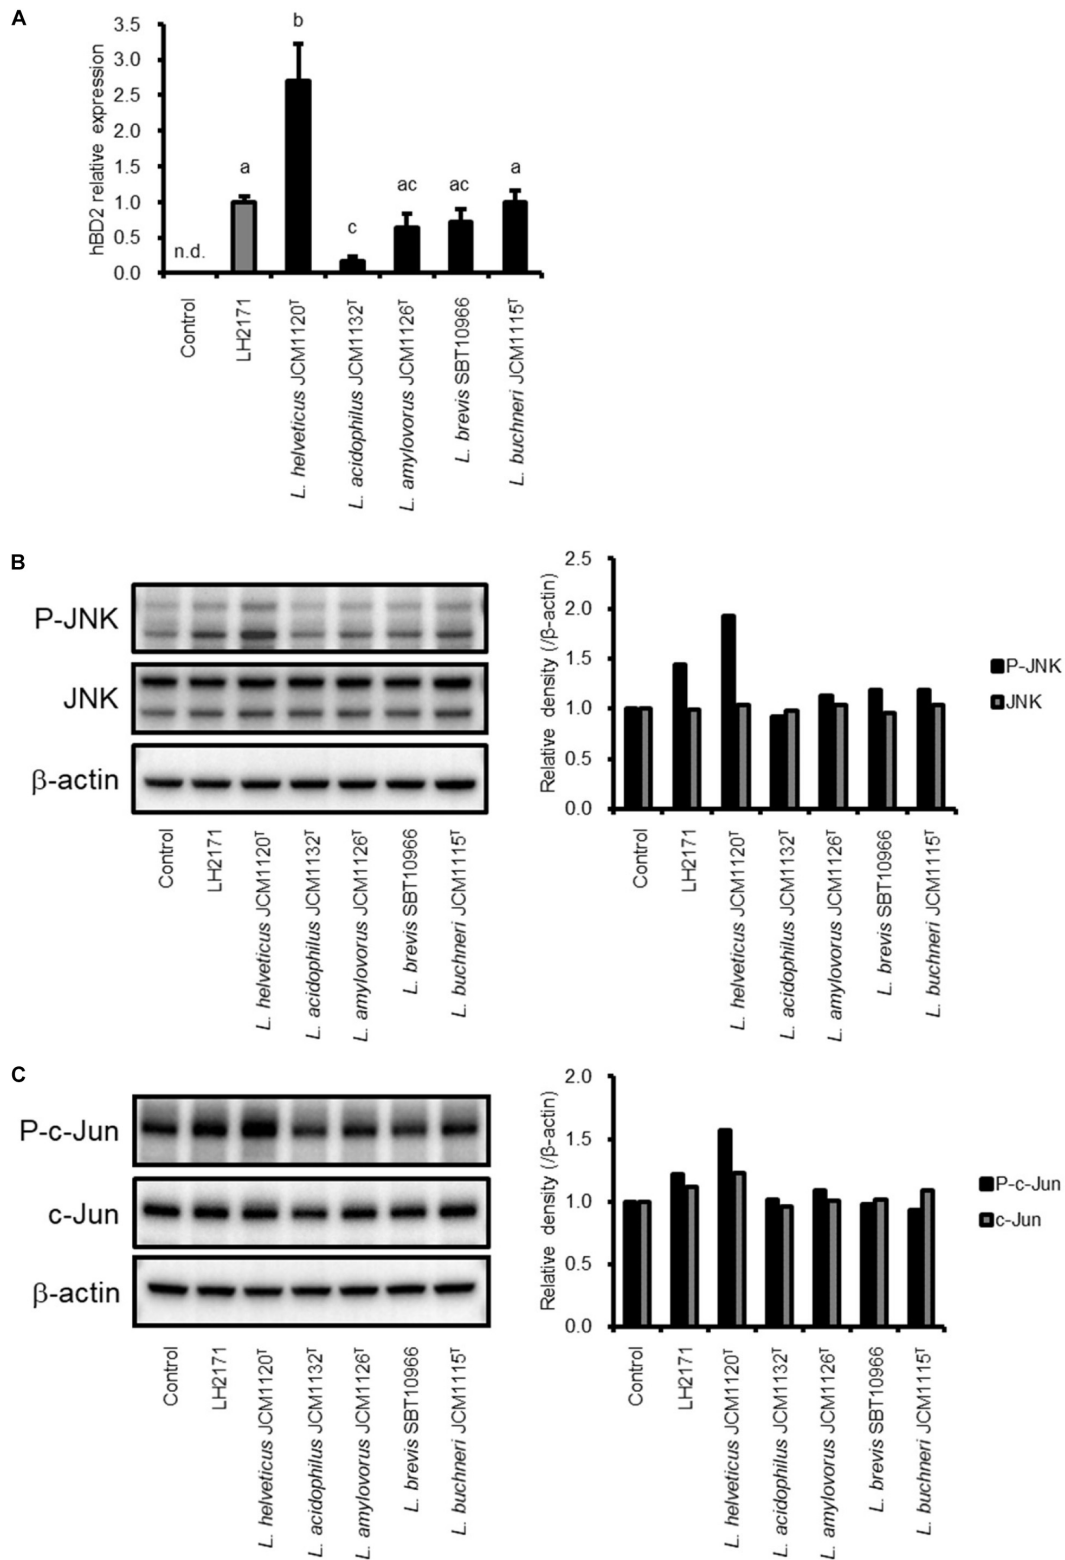 A
hBD2 relative expression
3.5
3.0
2.5
2.0
1.5
1.0
0.5
0.0
n.d.
a
b
c
ac
ac
a
Control
LH2171
L. helveticus JCM1120ᵀ
L. acidophilus JCM1132ᵀ
L. amylovorus JCM1126ᵀ
L. brevis SBT10966
L. buchneri JCM1115ᵀ
B
P-JNK
JNK
β-actin
Control
LH2171
L. helveticus JCM1120ᵀ
L. acidophilus JCM1132ᵀ
L. amylovorus JCM1126ᵀ
L. brevis SBT10966
L. buchneri JCM1115ᵀ
Relative density (/β-actin)
2.5
2.0
1.5
1.0
0.5
0.0
P-JNK
JNK
Control
LH2171
L. helveticus JCM1120ᵀ
L. acidophilus JCM1132ᵀ
L. amylovorus JCM1126ᵀ
L. brevis SBT10966
L. buchneri JCM1115ᵀ
C
P-c-Jun
c-Jun
β-actin
Control
LH2171
L. helveticus JCM1120ᵀ
L. acidophilus JCM1132ᵀ
L. amylovorus JCM1126ᵀ
L. brevis SBT10966
L. buchneri JCM1115ᵀ
Relative density (/β-actin)
2.0
1.5
1.0
0.5
0.0
P-c-Jun
c-Jun
Control
LH2171
L. helveticus JCM1120ᵀ
L. acidophilus JCM1132ᵀ
L. amylovorus JCM1126ᵀ
L. brevis SBT10966
L. buchneri JCM1115ᵀ